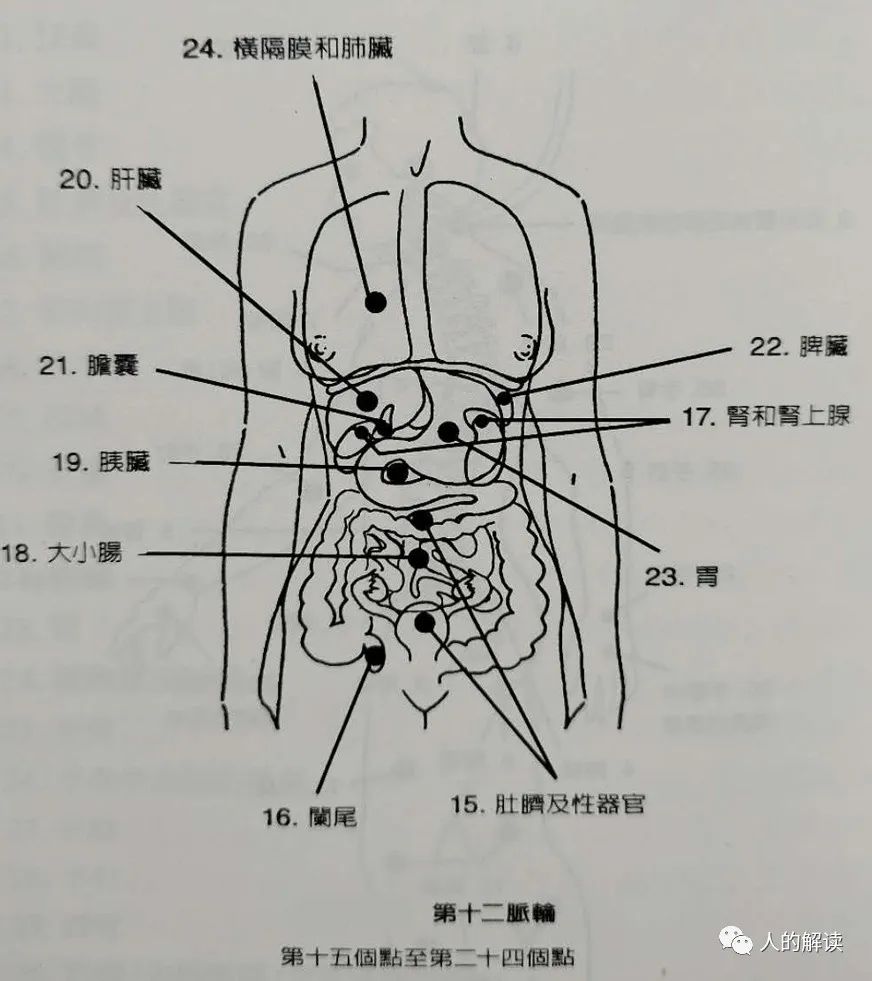 24. 橫隔膜和肺臟
20. 肝臟
21. 膽囊
22. 脾臟
17. 腎和腎上腺
19. 胰臟
18. 大小腸
23. 胃
16. 闌尾
15. 肚臍及性器官
第十二脈輪
第十五個點至第二十四個點
人的解读